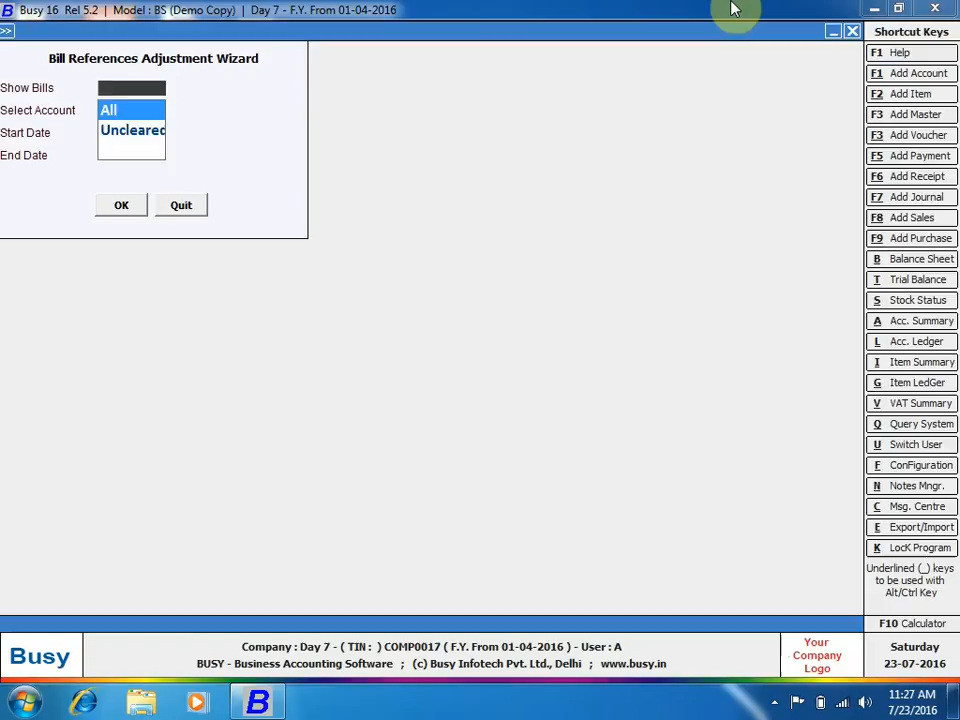 B Busy 16 Rel 5.2 | Model : BS (Demo Copy) | Day 7 - F.Y. From 01-04-2016
>>
Bill References Adjustment Wizard
Show Bills
Select Account All
Start Date Uncleared
End Date
OK Quit
Shortcut Keys
F1 Help
F1 Add Account
F2 Add Item
F3 Add Master
F3 Add Voucher
F5 Add Payment
F6 Add Receipt
F7 Add Journal
F8 Add Sales
F9 Add Purchase
B Balance Sheet
T Trial Balance
S Stock Status
A Acc. Summary
L Acc. Ledger
I Item Summary
G Item LedGer
V VAT Summary
Q Query System
U Switch User
F ConFiguration
N Notes Mngr.
C Msg. Centre
E Export/Import
K LocK Program
Underlined (_) keys
to be used with
Alt/Ctrl Key
F10 Calculator
Busy
Company : Day 7 - ( TIN : ) COMP0017 ( F.Y. From 01-04-2016 ) - User : A
BUSY - Business Accounting Software ; (c) Busy Infotech Pvt. Ltd., Delhi ; www.busy.in
Your
Company
Logo
Saturday
23-07-2016
B
11:27 AM
7/23/2016